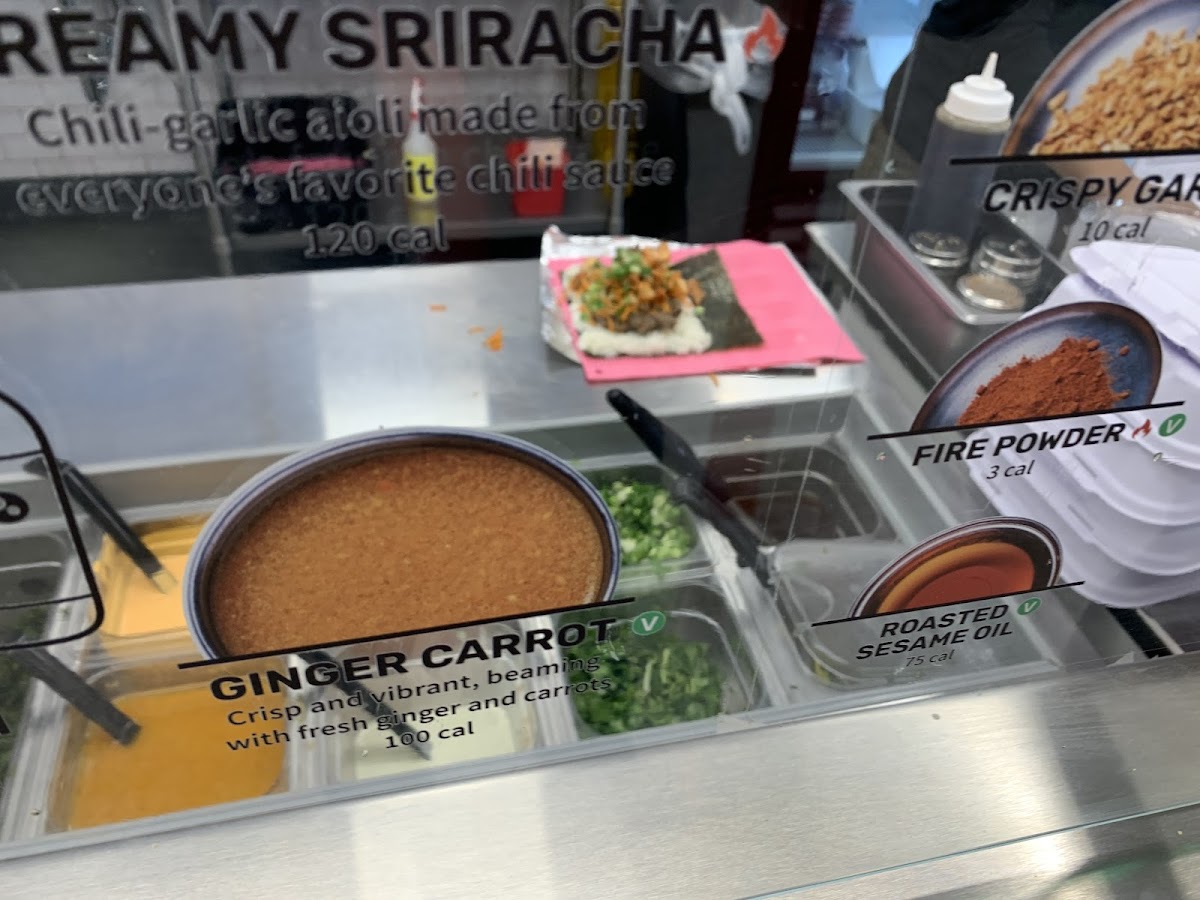 REAMY SRIRACHA
Chili-garlic aioli made from
everyone's favorite chili sauce
120 cal
CRISPY GAR
10 cal
FIRE POWDER V
3 cal
ROASTED V
SESAME OIL
75 cal
GINGER CARROT V
Crisp and vibrant, beaming
with fresh ginger and carrots
100 cal